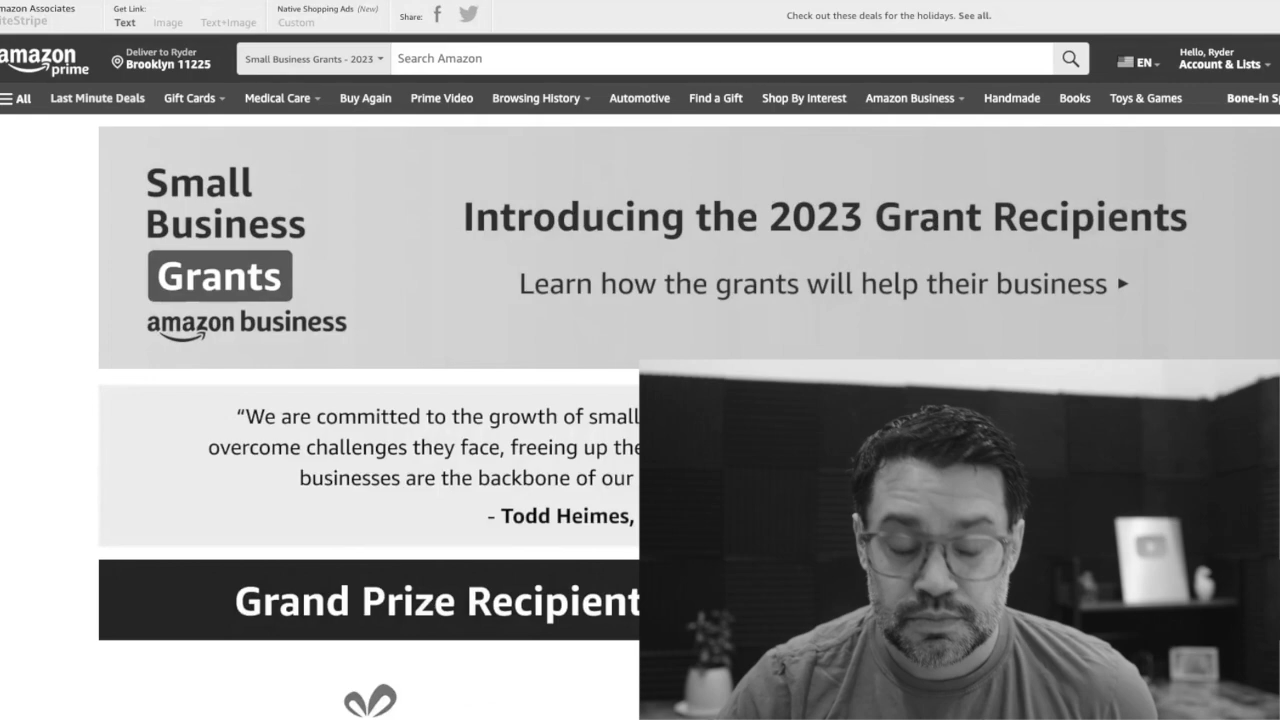 mazon Associates
iteStripe
Get Link:
Text Image Text+Image
Native Shopping Ads (New)
Custom
Share:
Check out these deals for the holidays. See all.
amazon
prime
Deliver to Ryder
Brooklyn 11225
Small Business Grants - 2023
Search Amazon
EN
Hello, Ryder
Account & Lists
All Last Minute Deals Gift Cards Medical Care Buy Again Prime Video Browsing History Automotive Find a Gift Shop By Interest Amazon Business Handmade Books Toys & Games Bone-in Sp
Small
Business
Grants
amazon business
Introducing the 2023 Grant Recipients
Learn how the grants will help their business
“We are committed to the growth of small
overcome challenges they face, freeing up the
businesses are the backbone of our
- Todd Heimes,
Grand Prize Recipient